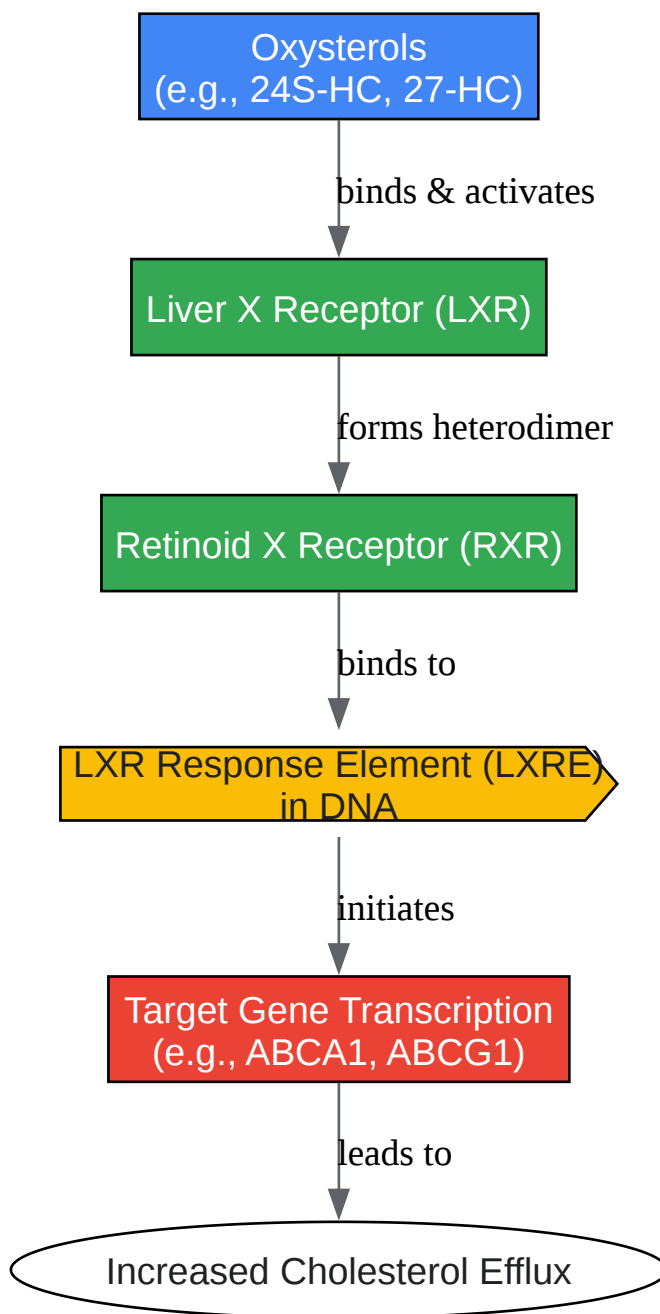 Oxysterols
(e.g., 24S-HC, 27-HC)
binds & activates
Liver X Receptor (LXR)
forms heterodimer
Retinoid X Receptor (RXR)
binds to
LXR Response Element (LXRE)
in DNA
initiates
Target Gene Transcription
(e.g., ABCA1, ABCG1)
leads to
Increased Cholesterol Efflux